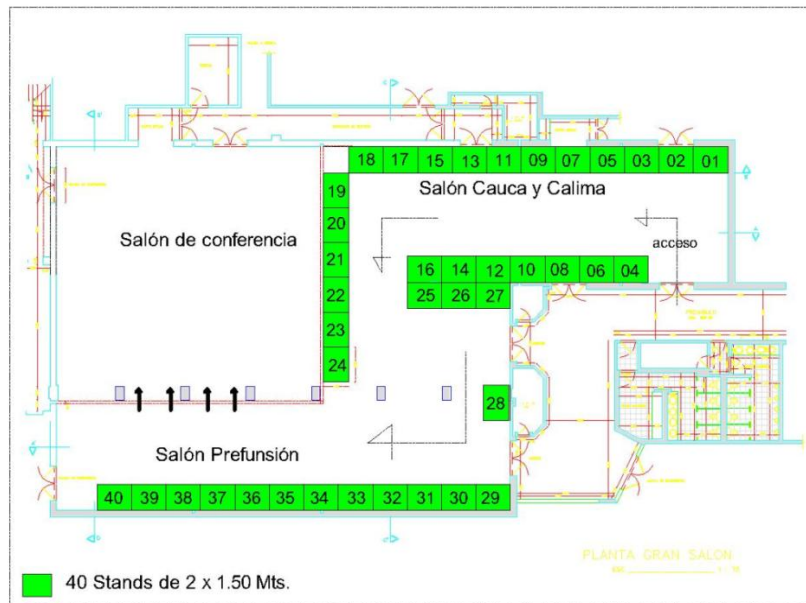 18 17 15 13 11 09 07 05 03 02 01
19
Salón Cauca y Calima
20
Salón de conferencia
acceso
21
16 14 12 10 08 06 04
22
25 26 27
23
24
28
Salón Prefunsión
40 39 38 37 36 35 34 33 32 31 30 29
PLANTA GRAN SALON
40 Stands de 2 x 1.50 Mts.